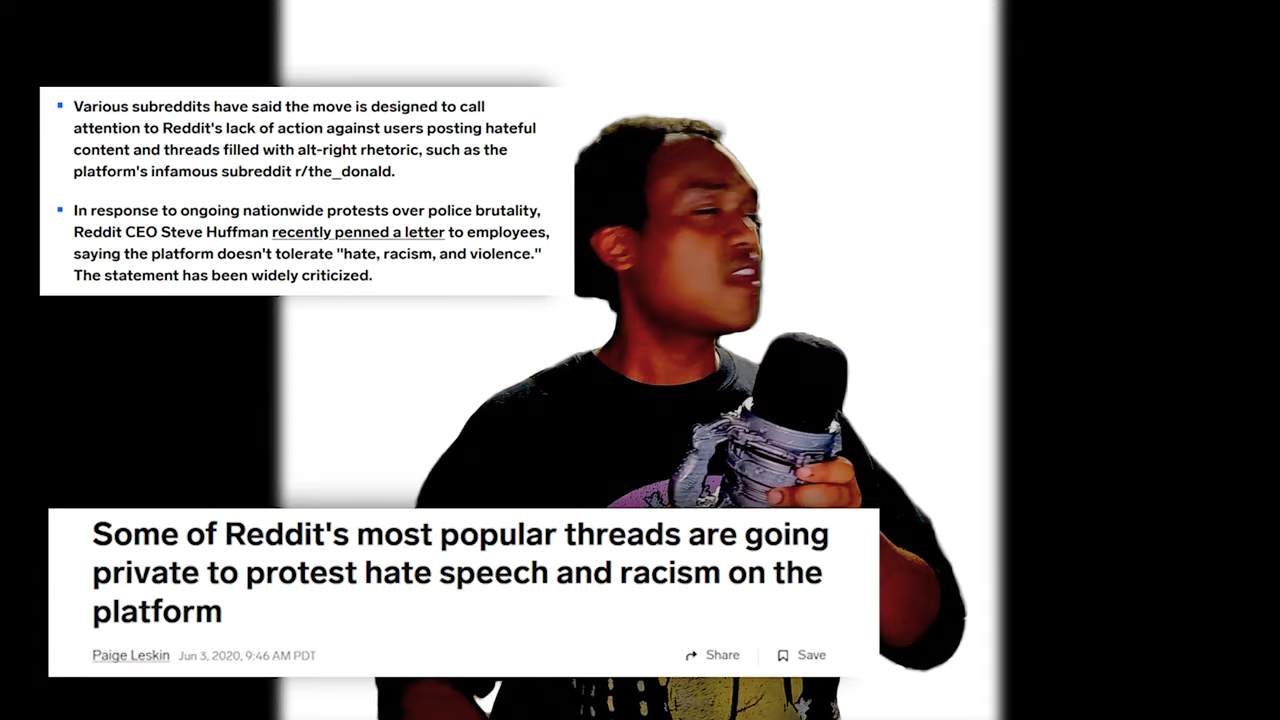 Various subreddits have said the move is designed to call
attention to Reddit's lack of action against users posting hateful
content and threads filled with alt-right rhetoric, such as the
platform's infamous subreddit r/the_donald.
In response to ongoing nationwide protests over police brutality,
Reddit CEO Steve Huffman recently penned a letter to employees,
saying the platform doesn't tolerate "hate, racism, and violence."
The statement has been widely criticized.
Some of Reddit's most popular threads are going
private to protest hate speech and racism on the
platform
Paige Leskin Jun 3, 2020, 9:46 AM PDT Share Save